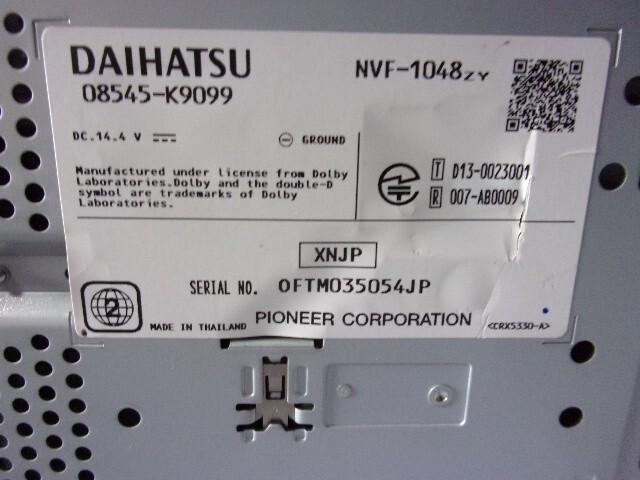 DAIHATSU
08545-K9099
NVF-1048ZY
DC.14.4 V
GROUND
Manufactured under license from Dolby
Laboratories.Dolby and the double-D
symbol are trademarks of Dolby
Laboratories.
T D13-0023001
R 007-AB0009
XNJP
SERIAL NO. OFTM035054JP
2
MADE IN THAILAND PIONEER CORPORATION <CRX5330-A>